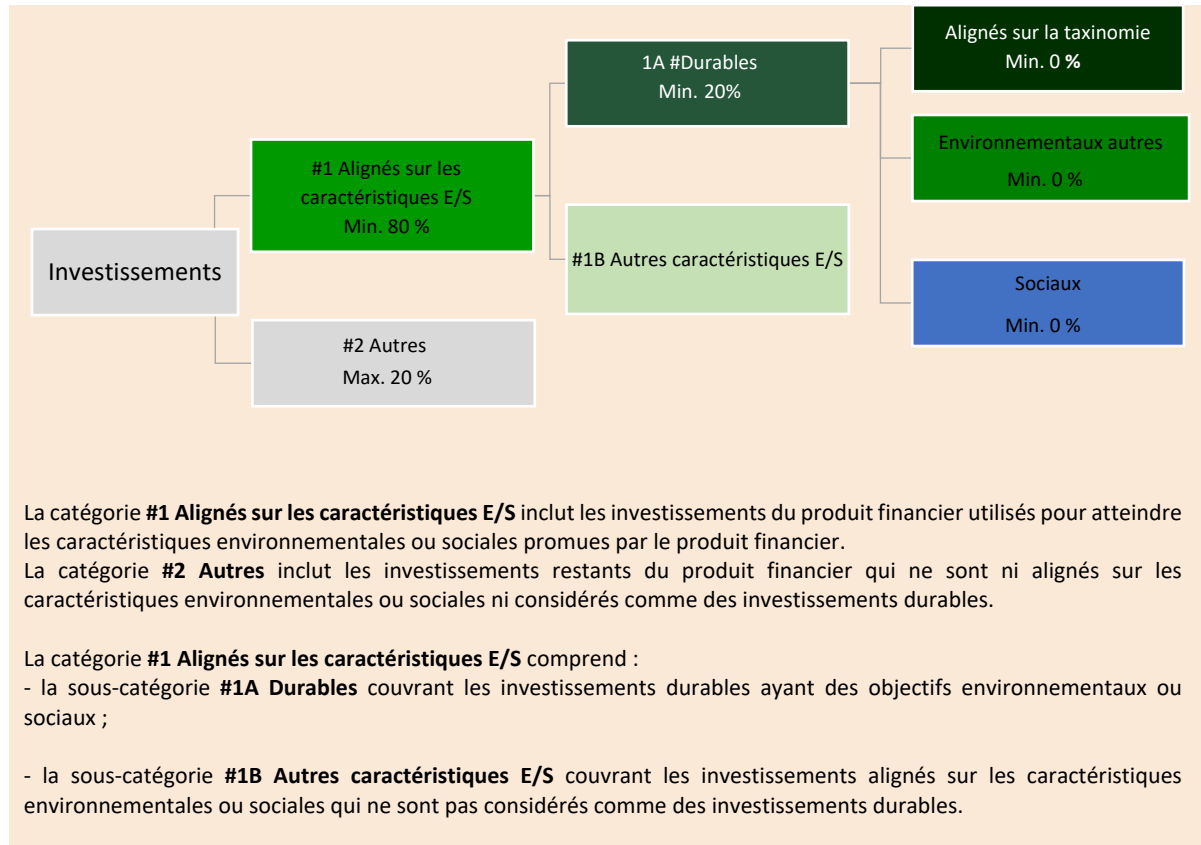 Investissements
#1 Alignés sur les
caractéristiques E/S
Min. 80 %
#2 Autres
Max. 20 %
1A #Durables
Min. 20%
#1B Autres caractéristiques E/S
Alignés sur la taxinomie
Min. 0 %
Environnementaux autres
Min. 0 %
Sociaux
Min. 0 %
La catégorie #1 Alignés sur les caractéristiques E/S inclut les investissements du produit financier utilisés pour atteindre
les caractéristiques environnementales ou sociales promues par le produit financier.
La catégorie #2 Autres inclut les investissements restants du produit financier qui ne sont ni alignés sur les
caractéristiques environnementales ou sociales ni considérés comme des investissements durables.
La catégorie #1 Alignés sur les caractéristiques E/S comprend :
- la sous-catégorie #1A Durables couvrant les investissements durables ayant des objectifs environnementaux ou
sociaux ;
- la sous-catégorie #1B Autres caractéristiques E/S couvrant les investissements alignés sur les caractéristiques
environnementales ou sociales qui ne sont pas considérés comme des investissements durables.